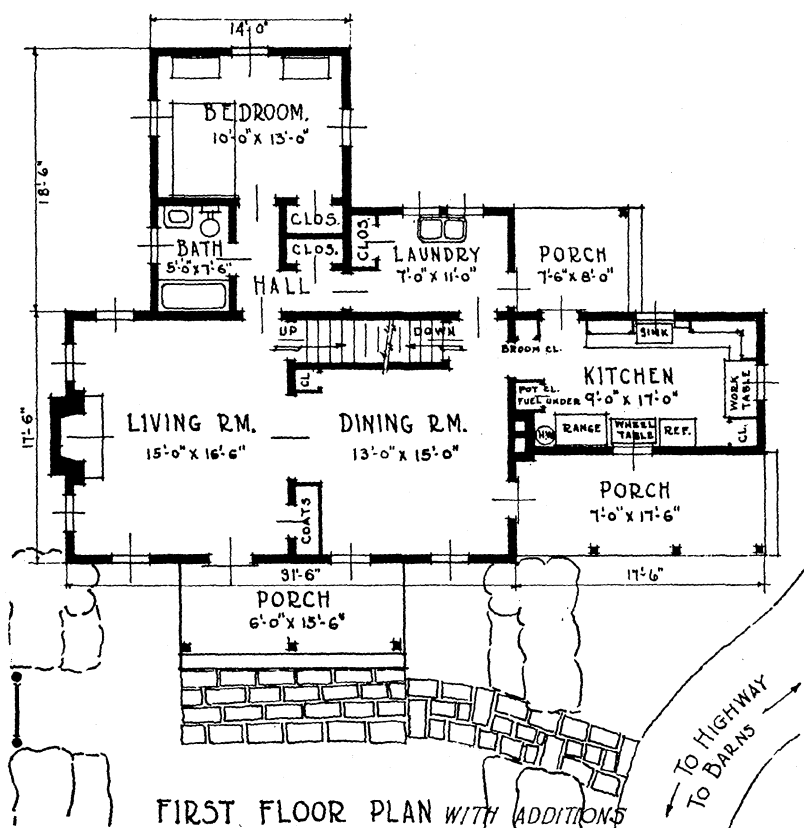 14'-0"
BEDROOM.
10'-0" X 13'-0"
18'-6"
CLOS.
CLOS.
CLOS.
BATH
5'-0" X 7'-6"
LAUNDRY
7'-0" X 11'-0"
PORCH
7'-6" X 8'-0"
HALL
UP
DOWN
SINK
BROOM CL.
KITCHEN
9'-0" X 17'-0"
WORK TABLE
POT CL.
FUEL UNDER
CL.
LIVING RM.
15'-0" X 16'-6"
DINING RM.
13'-0" X 15'-0"
17'-6"
H.W.
RANGE
WHEEL
TABLE
REF.
CL.
COATS
PORCH
7'-0" X 17'-6"
31'-6"
17'-6"
PORCH
6'-0" X 15'-6"
TO HIGHWAY
TO BARNS
FIRST FLOOR PLAN WITH ADDITIONS